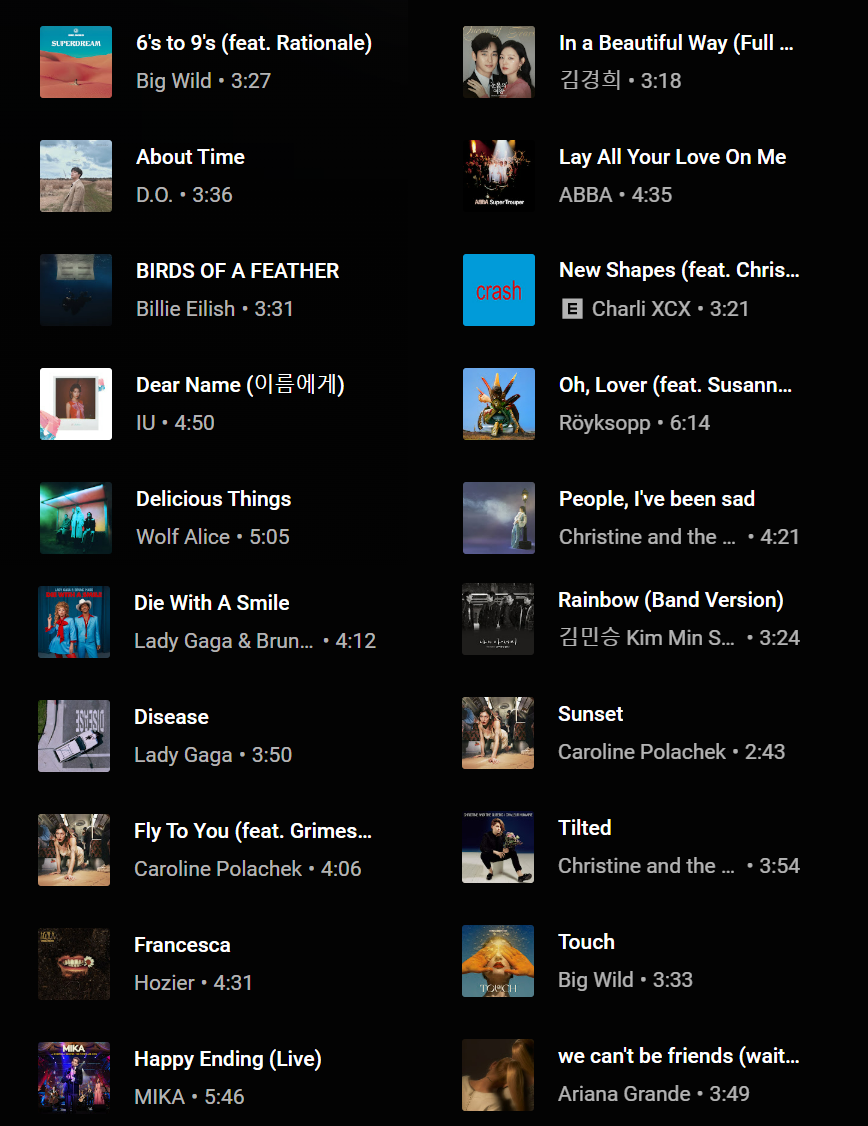 6's to 9's (feat. Rationale)
Big Wild • 3:27
About Time
D.O. • 3:36
BIRDS OF A FEATHER
Billie Eilish • 3:31
Dear Name (이름에게)
IU • 4:50
Delicious Things
Wolf Alice • 5:05
Die With A Smile
Lady Gaga & Brun... • 4:12
Disease
Lady Gaga • 3:50
Fly To You (feat. Grimes...
Caroline Polachek • 4:06
Francesca
Hozier • 4:31
Happy Ending (Live)
MIKA • 5:46
In a Beautiful Way (Full ...
김경희 • 3:18
Lay All Your Love On Me
ABBA • 4:35
New Shapes (feat. Chris...
E Charli XCX • 3:21
Oh, Lover (feat. Susann...
Röyksopp • 6:14
People, I've been sad
Christine and the ... • 4:21
Rainbow (Band Version)
김민승 Kim Min S... • 3:24
Sunset
Caroline Polachek • 2:43
Tilted
Christine and the ... • 3:54
Touch
Big Wild • 3:33
we can't be friends (wait...
Ariana Grande • 3:49
SUPERDREAM
DISEASE
MIKA
ABBA Super Trouper
crash
TOUCH